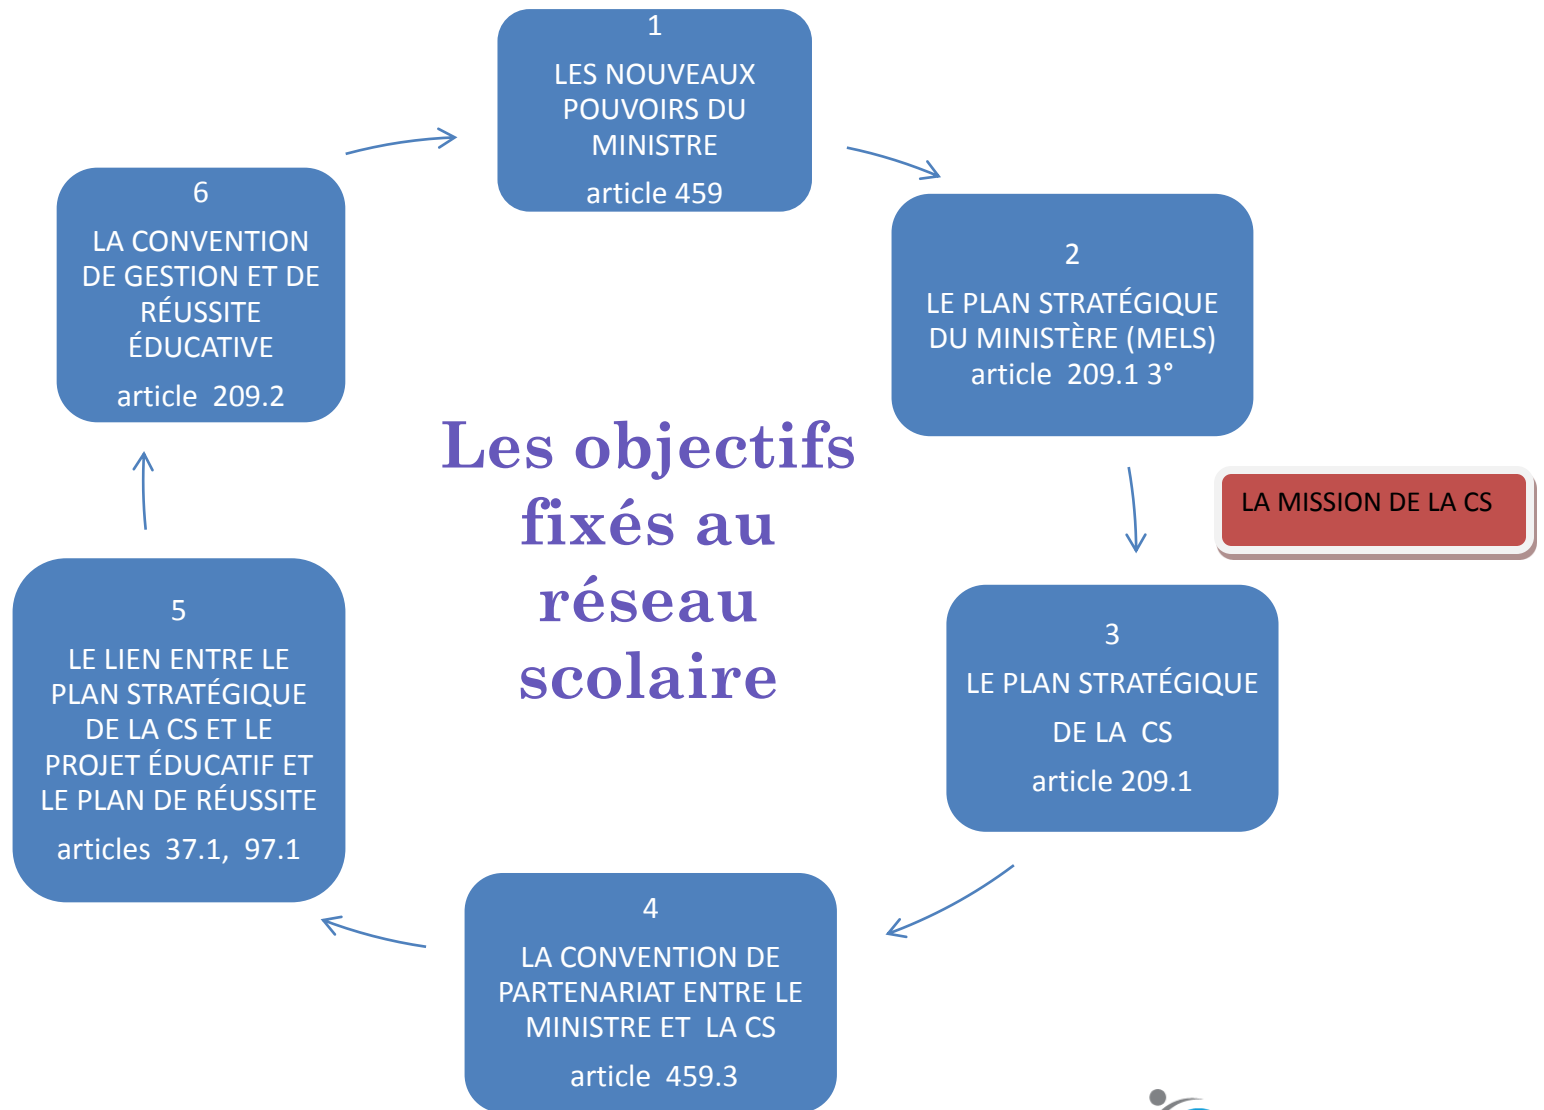 1
LES NOUVEAUX
POUVOIRS DU
MINISTRE
article 459
2
LE PLAN STRATÉGIQUE
DU MINISTÈRE (MELS)
article 209.1 3°
LA MISSION DE LA CS
3
LE PLAN STRATÉGIQUE
DE LA CS
article 209.1
4
LA CONVENTION DE
PARTENARIAT ENTRE LE
MINISTRE ET LA CS
article 459.3
5
LE LIEN ENTRE LE
PLAN STRATÉGIQUE
DE LA CS ET LE
PROJET ÉDUCATIF ET
LE PLAN DE RÉUSSITE
articles 37.1, 97.1
6
LA CONVENTION
DE GESTION ET DE
RÉUSSITE
ÉDUCATIVE
article 209.2
Les objectifs
fixés au
réseau
scolaire